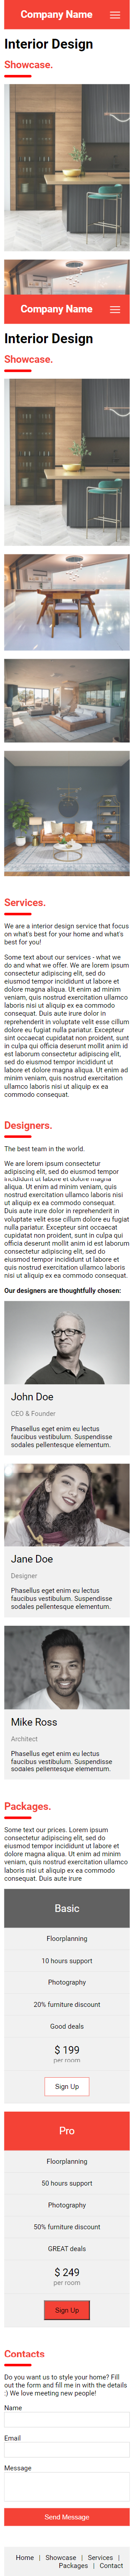 Company Name
Interior Design
Showcase.
Company Name
Interior Design
Showcase.
Services.
We are a interior design service that focus
on what's best for your home and what's
best for you!
Some text about our services - what we
do and what we offer. We are lorem ipsum
consectetur adipiscing elit, sed do
eiusmod tempor incididunt ut labore et
dolore magna aliqua. Ut enim ad minim
veniam, quis nostrud exercitation ullamco
laboris nisi ut aliquip ex ea commodo
consequat. Duis aute irure dolor in
reprehenderit in voluptate velit esse cillum
dolore eu fugiat nulla pariatur. Excepteur
sint occaecat cupidatat non proident, sunt
in culpa qui officia deserunt mollit anim id
est laborum consectetur adipiscing elit,
sed do eiusmod tempor incididunt ut
labore et dolore magna aliqua. Ut enim ad
minim veniam, quis nostrud exercitation
ullamco laboris nisi ut aliquip ex ea
commodo consequat.
Designers.
The best team in the world.
We are lorem ipsum consectetur
adipiscing elit, sed do eiusmod tempor
incididunt ut labore et dolore magna
aliqua. Ut enim ad minim veniam, quis
nostrud exercitation ullamco laboris nisi
ut aliquip ex ea commodo consequat.
Duis aute irure dolor in reprehenderit in
voluptate velit esse cillum dolore eu fugiat
nulla pariatur. Excepteur sint occaecat
cupidatat non proident, sunt in culpa qui
officia deserunt mollit anim id est laborum
consectetur adipiscing elit, sed do
eiusmod tempor incididunt ut labore et
dolore magna aliqua. Ut enim ad minim
veniam, quis nostrud exercitation ullamco
laboris nisi ut aliquip ex ea commodo
consequat.
Our designers are thoughtfully chosen:
John Doe
CEO & Founder
Phasellus eget enim eu lectus
faucibus vestibulum. Suspendisse
sodales pellentesque elementum.
Jane Doe
Designer
Phasellus eget enim eu lectus
faucibus vestibulum. Suspendisse
sodales pellentesque elementum.
Mike Ross
Architect
Phasellus eget enim eu lectus
faucibus vestibulum. Suspendisse
sodales pellentesque elementum.
Packages.
Some text our prices. Lorem ipsum
consectetur adipiscing elit, sed do
eiusmod tempor incididunt ut labore et
dolore magna aliqua. Ut enim ad minim
veniam, quis nostrud exercitation ullamco
laboris nisi ut aliquip ex ea commodo
consequat. Duis aute irure
Basic
Floorplanning
10 hours support
Photography
20% furniture discount
Good deals
$ 199
per room
Sign Up
Pro
Floorplanning
50 hours support
Photography
50% furniture discount
GREAT deals
$ 249
per room
Sign Up
Contacts
Do you want us to style your home? Fill
out the form and fill me in with the details
:) We love meeting new people!
Name
Email
Message
Send Message
Home | Showcase | Services |
Packages | Contact